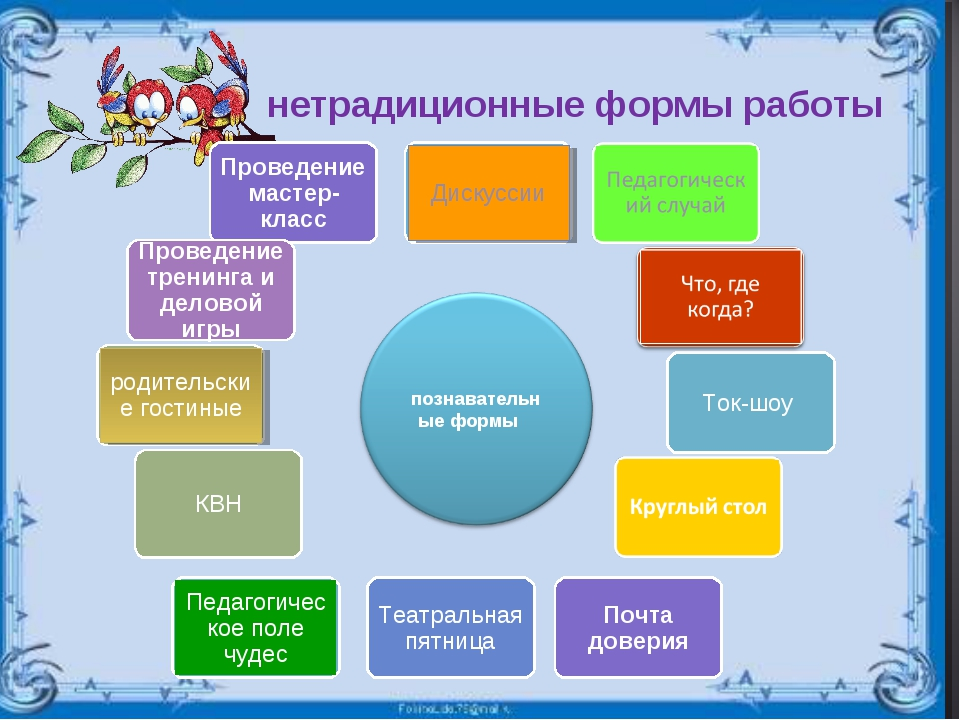 нетрадиционные формы работы
Проведение
мастер-
класс
Дискуссии
Педагогическ
ий случай
Проведение
тренинга и
деловой
игры
Что, где
когда?
родительски
е гостиные
познавательн
ые формы
Ток-шоу
КВН
Круглый стол
Педагогичес
кое поле
чудес
Театральная
пятница
Почта
доверия